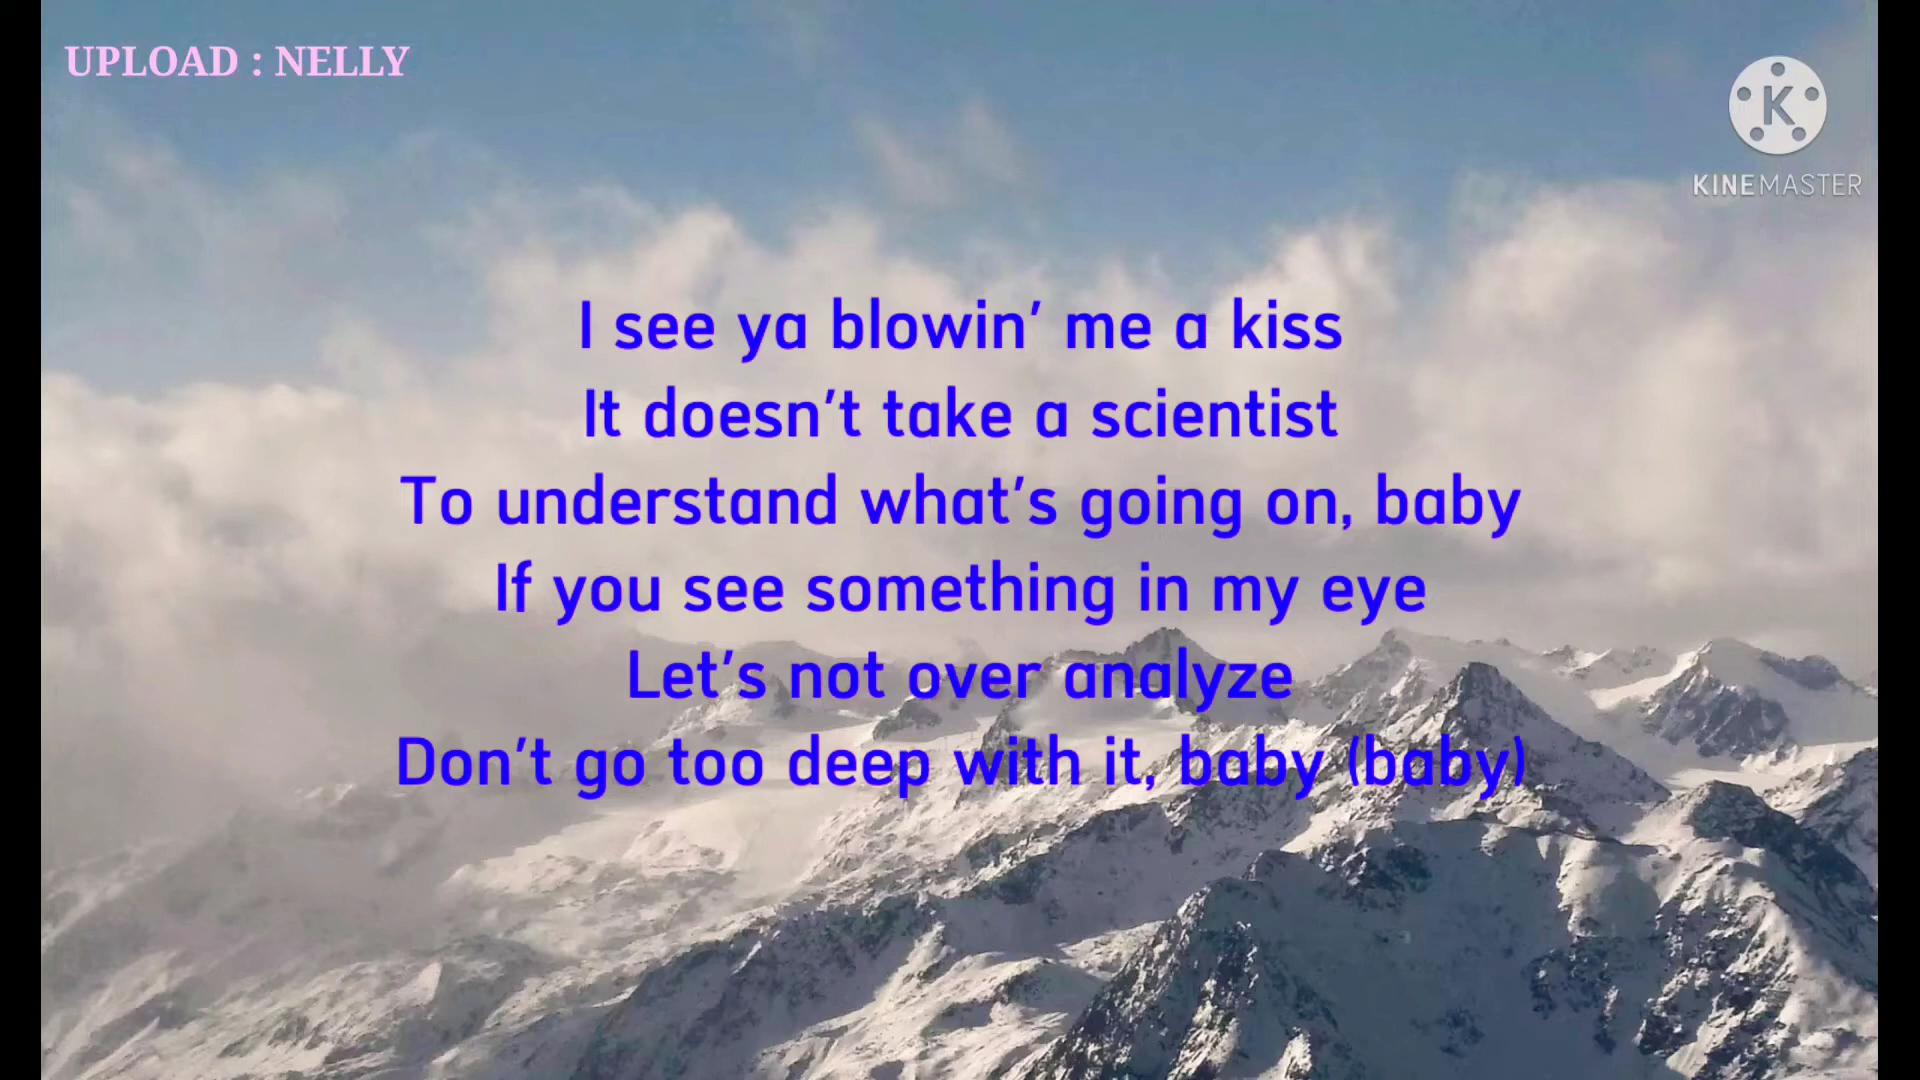 UPLOAD : NELLY
K
KINEMASTER
I see ya blowin' me a kiss
It doesn't take a scientist
To understand what's going on, baby
If you see something in my eye
Let's not over analyze
Don't go too deep with it, baby (baby)